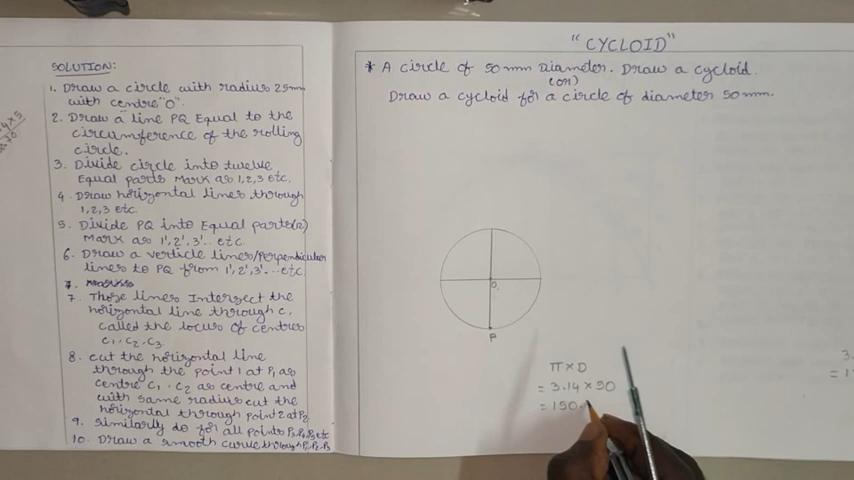 SOLUTION:
1. Draw a circle with radius 25mm
with centre "O".
2. Draw a line PQ Equal to the
circumference of the rolling
circle.
3. Divide circle into twelve
Equal parts Mark as 1,2,3 etc.
4. Draw horizontal lines through
1,2,3 etc.
5. Divide PQ into Equal parts(12)
Mark as 1',2',3'.. etc.
6. Draw a verticle lines/perpendicular
lines to PQ from 1',2',3'...etc.
7. Those lines Intersect the
horizontal line through c,
called the locus of centres
C1, C2, C3
8. cut the horizontal line
through the point 1 at P1 as
centre C1. C2 as centre and
with same radius cut the
horizontal through point 2 at P2
9. similarly do for all points P3,P4,P5 etc
10. Draw a smooth curve through P1,P2,P3
"CYCLOID"
* A circle of 50mm Diameter. Draw a cycloid.
(or)
Draw a cycloid for a circle of diameter 50mm.
O
P
π × D
= 3.14 × 50
= 150.
3.
= 1